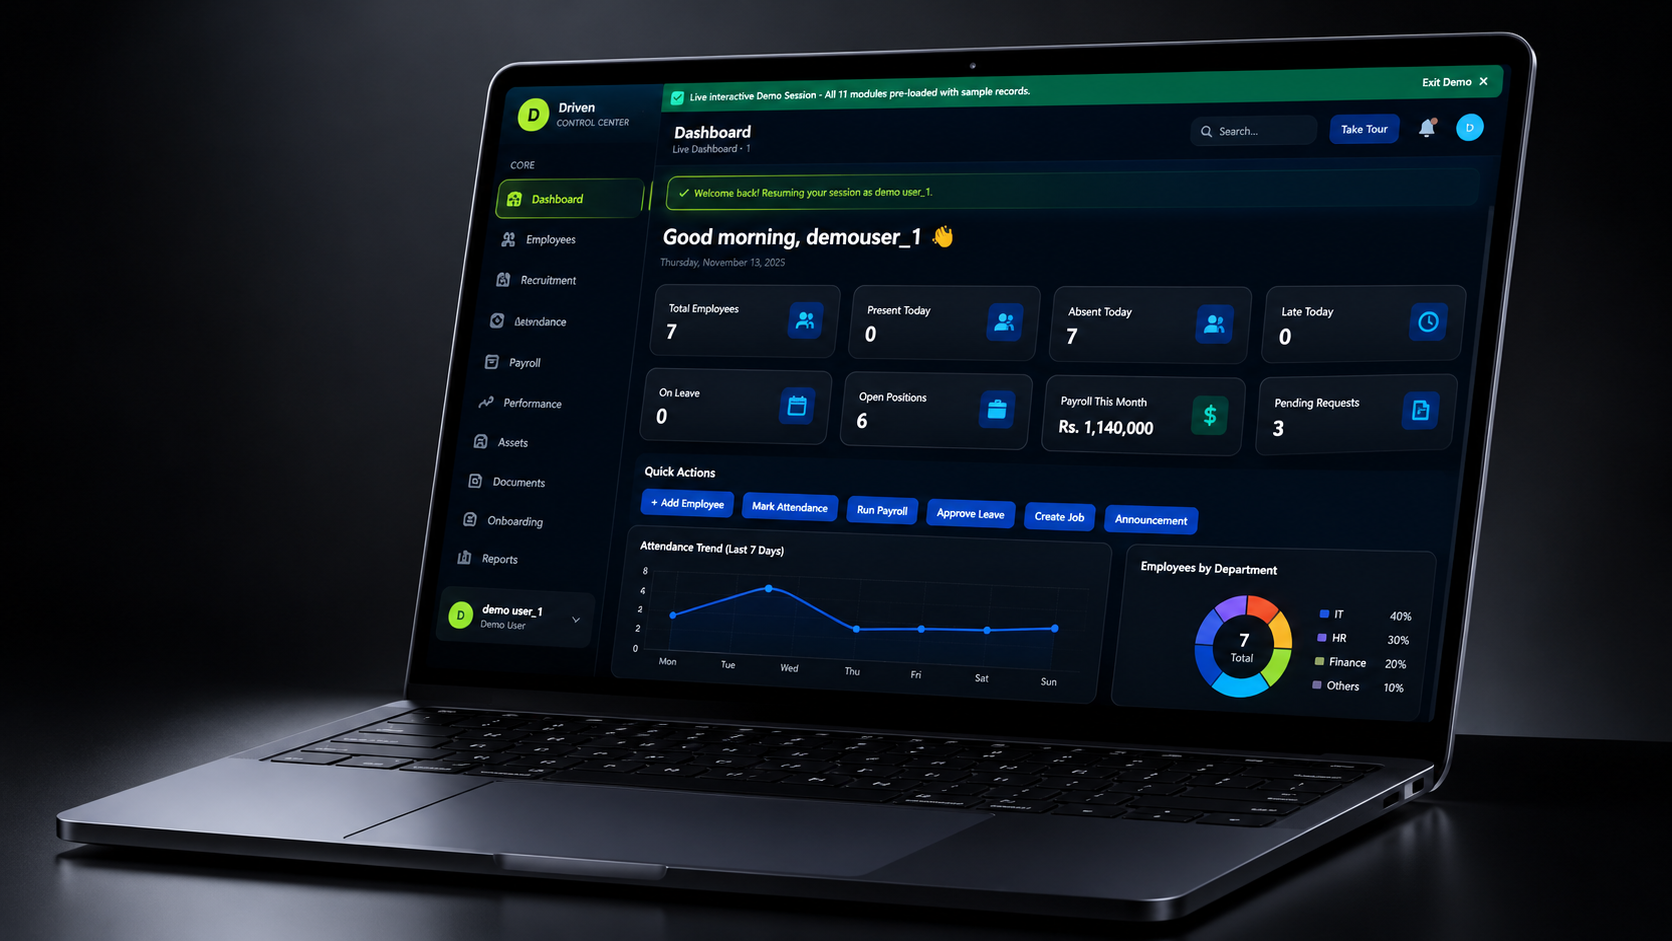 Live interactive Demo Session - All 11 modules pre-loaded with sample records.
Exit Demo ✕
D
Driven
CONTROL CENTER
Dashboard
Live Dashboard - 1
Search...
Take Tour
D
CORE
Dashboard
Employees
Recruitment
Attendance
Payroll
Performance
Assets
Documents
Onboarding
Reports
D
demo user_1
Demo User
✓ Welcome back! Resuming your session as demo user_1.
Good morning, demouser_1 👋
Thursday, November 13, 2025
Total Employees
7
Present Today
0
Absent Today
7
Late Today
0
On Leave
0
Open Positions
6
Payroll This Month
Rs. 1,140,000
$
Pending Requests
3
Quick Actions
+ Add Employee
Mark Attendance
Run Payroll
Approve Leave
Create Job
Announcement
Attendance Trend (Last 7 Days)
8
4
2
2
0
Mon
Tue
Wed
Thu
Fri
Sat
Sun
Employees by Department
7
Total
IT 40%
HR 30%
Finance 20%
Others 10%